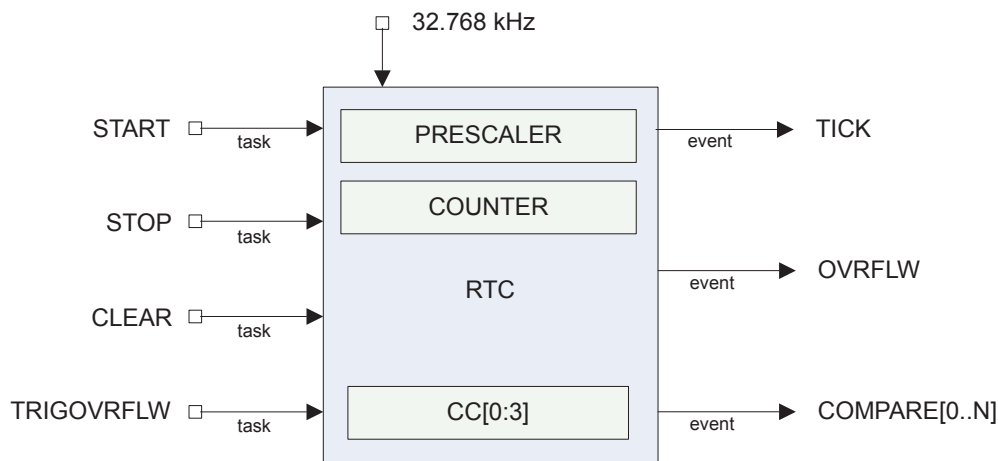 32.768 kHz
START
task
PRESCALER
event
TICK
STOP
task
COUNTER
RTC
event
OVRFLW
CLEAR
task
TRIGOVRFLW
task
CC[0:3]
event
COMPARE[0..N]